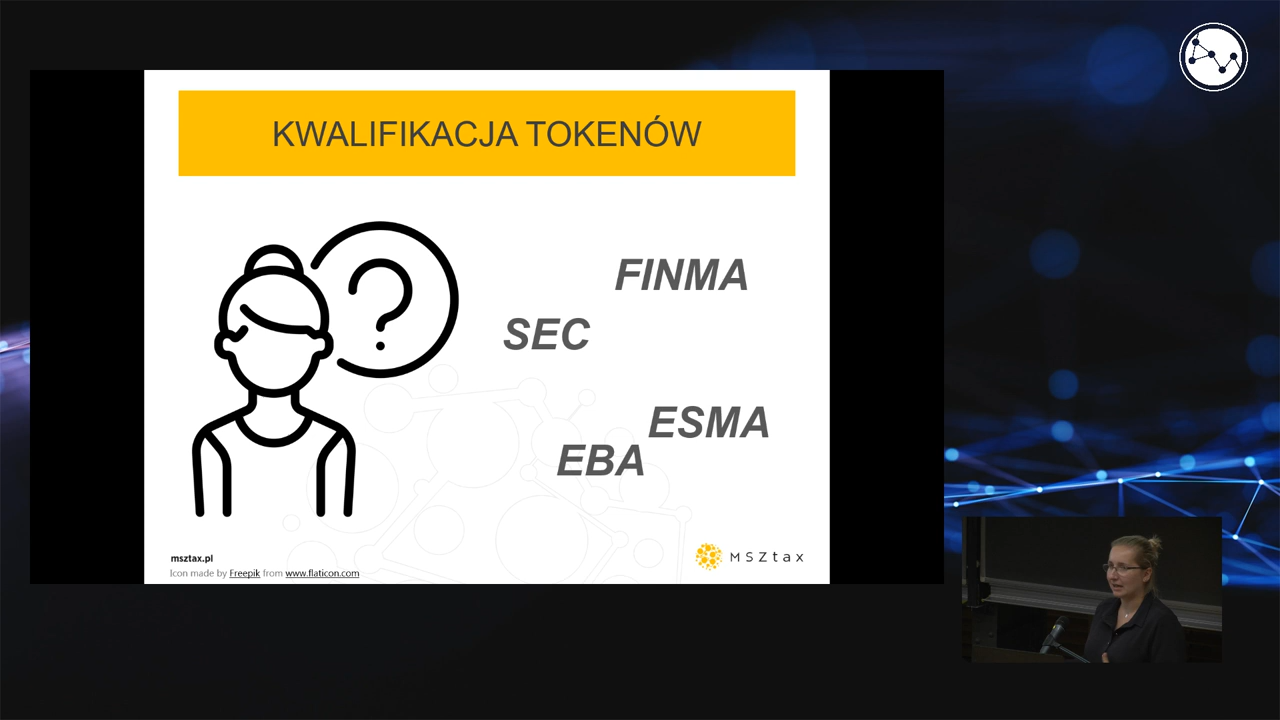 KWALIFIKACJA TOKENÓW
FINMA
SEC
ESMA
EBA
msztax.pl
Icon made by Freepik from www.flaticon.com
MSZtax